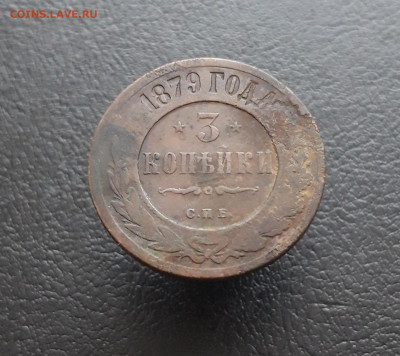 COINS.LAVE.RU
1879 ГОДА
* 3 *
КОПѢЙКИ
С.П.Б.